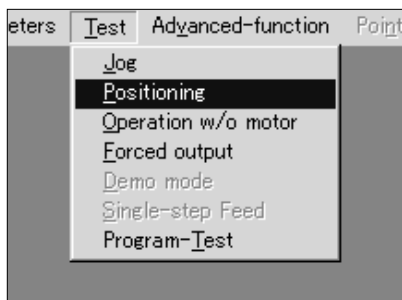 eters Test Advanced-function Point
Jog
Positioning
Operation w/o motor
Forced output
Demo mode
Single-step Feed
Program-Test